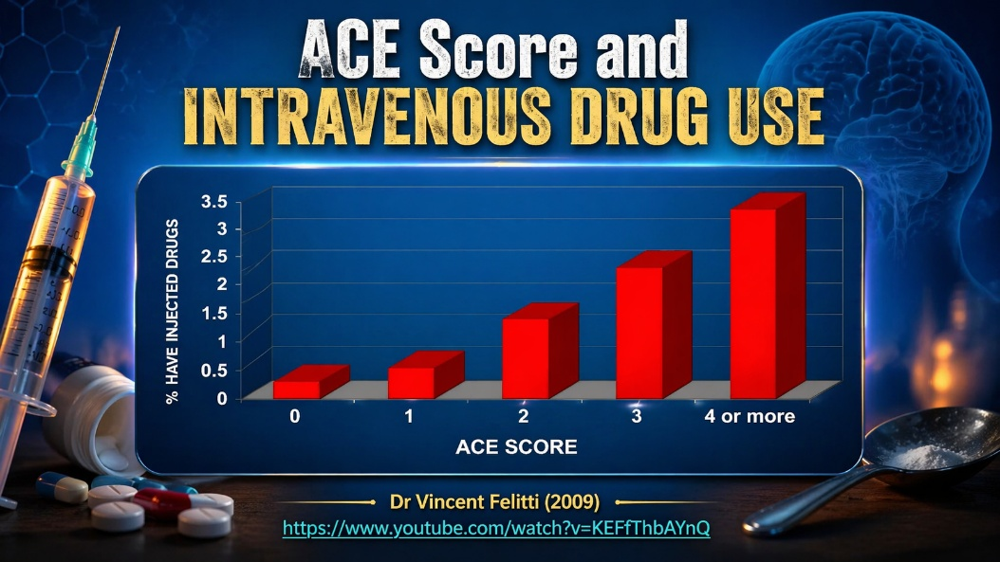 ACE Score and
INTRAVENOUS DRUG USE
% HAVE INJECTED DRUGS
3.5
3
2.5
2
1.5
1
0.5
0
0 1 2 3 4 or more
ACE SCORE
Dr Vincent Felitti (2009)
https://www.youtube.com/watch?v=KEFfThbAYnQ